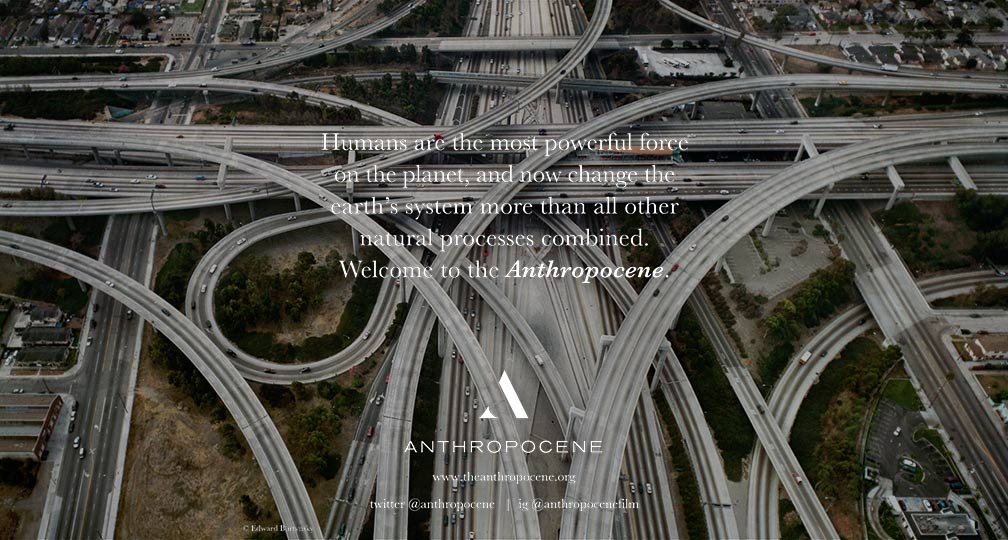 Humans are the most powerful force
on the planet, and now change the
earth's system more than all other
natural processes combined.
Welcome to the Anthropocene.
ANTHROPOCENE
www.theanthropocene.org
twitter @anthropocene | ig @anthropocenefilm
© Edward Burtynsky